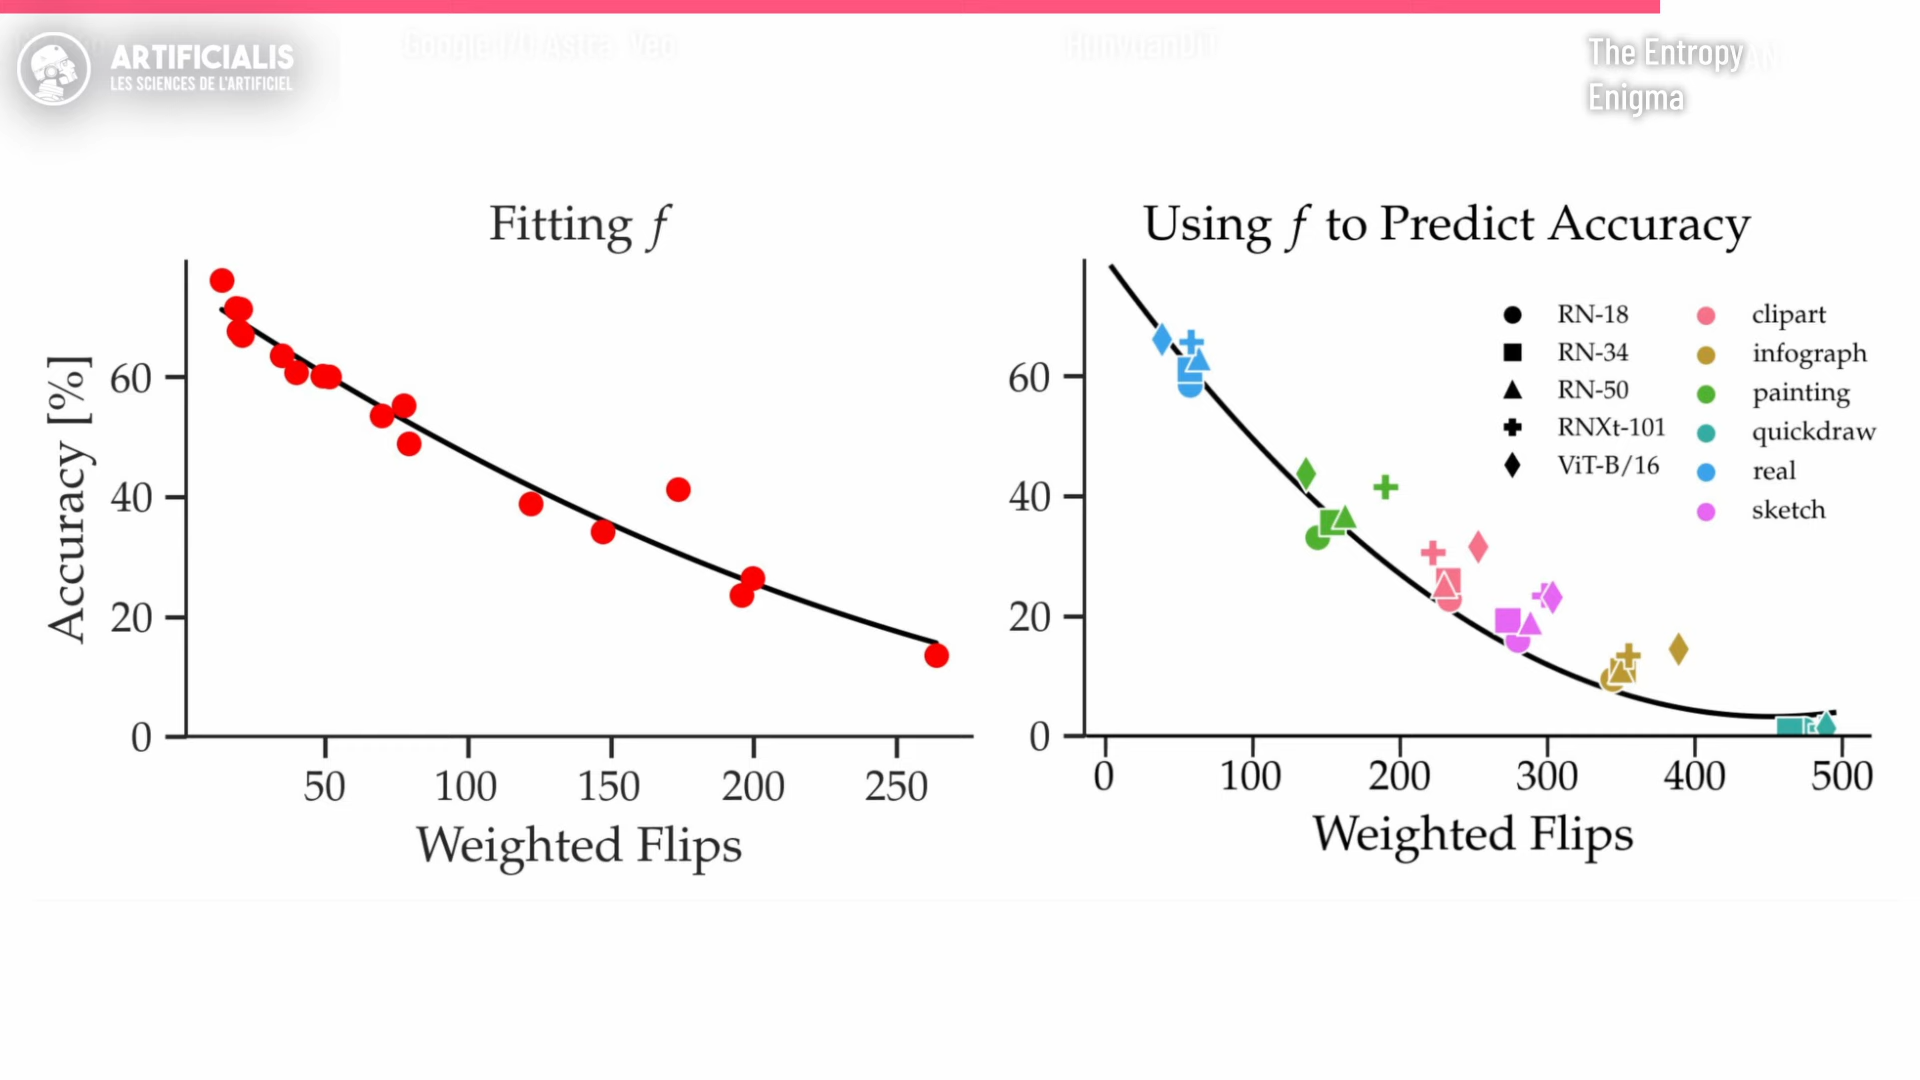 ARTIFICIALIS
LES SCIENCES DE L'ARTIFICIEL
The Entropy
Enigma
Fitting f
Accuracy [%]
60
40
20
0
50 100 150 200 250
Weighted Flips
Using f to Predict Accuracy
RN-18
RN-34
RN-50
RNXt-101
ViT-B/16
clipart
infograph
painting
quickdraw
real
sketch
60
40
20
0
0 100 200 300 400 500
Weighted Flips